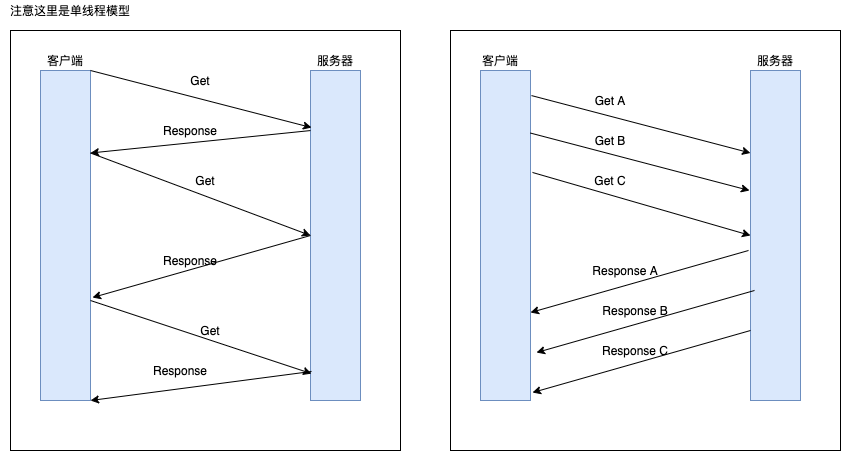 注意这里是单线程模型
客户端
服务器
Get
Response
Get
Response
Get
Response
客户端
服务器
Get A
Get B
Get C
Response A
Response B
Response C